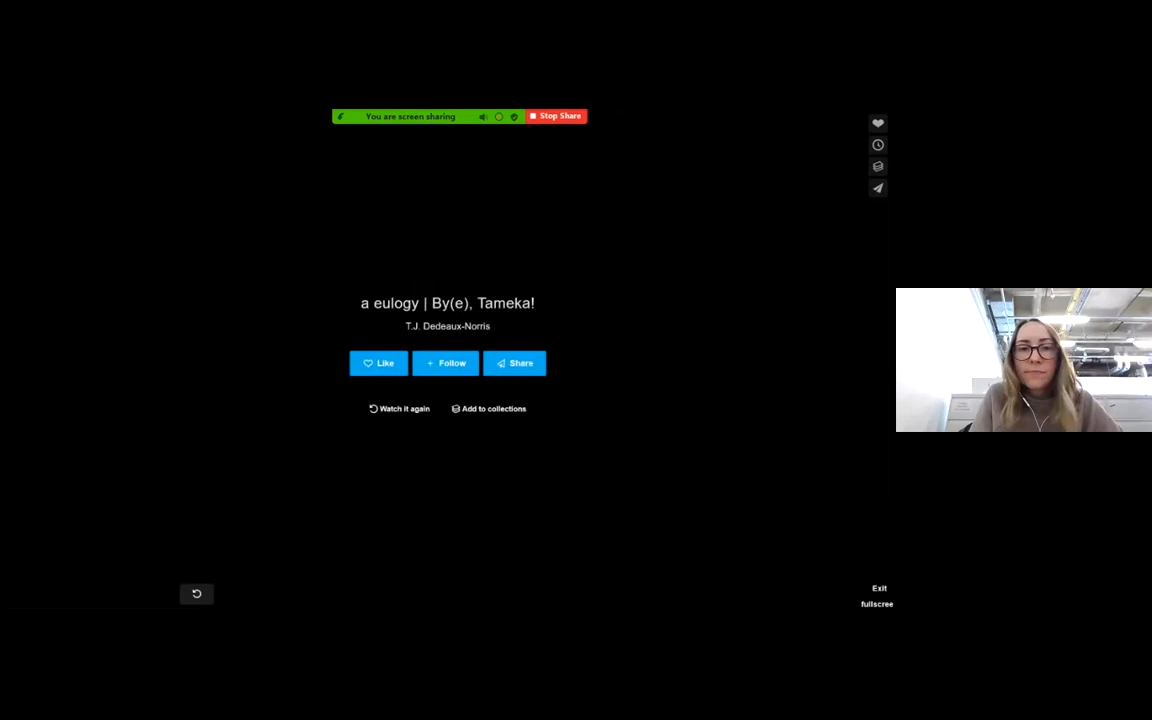 You are screen sharing
Stop Share
a eulogy | By(e), Tameka!
T.J. Dedeaux-Norris
Like
+ Follow
Share
Watch it again
Add to collections
Exit
fullscree